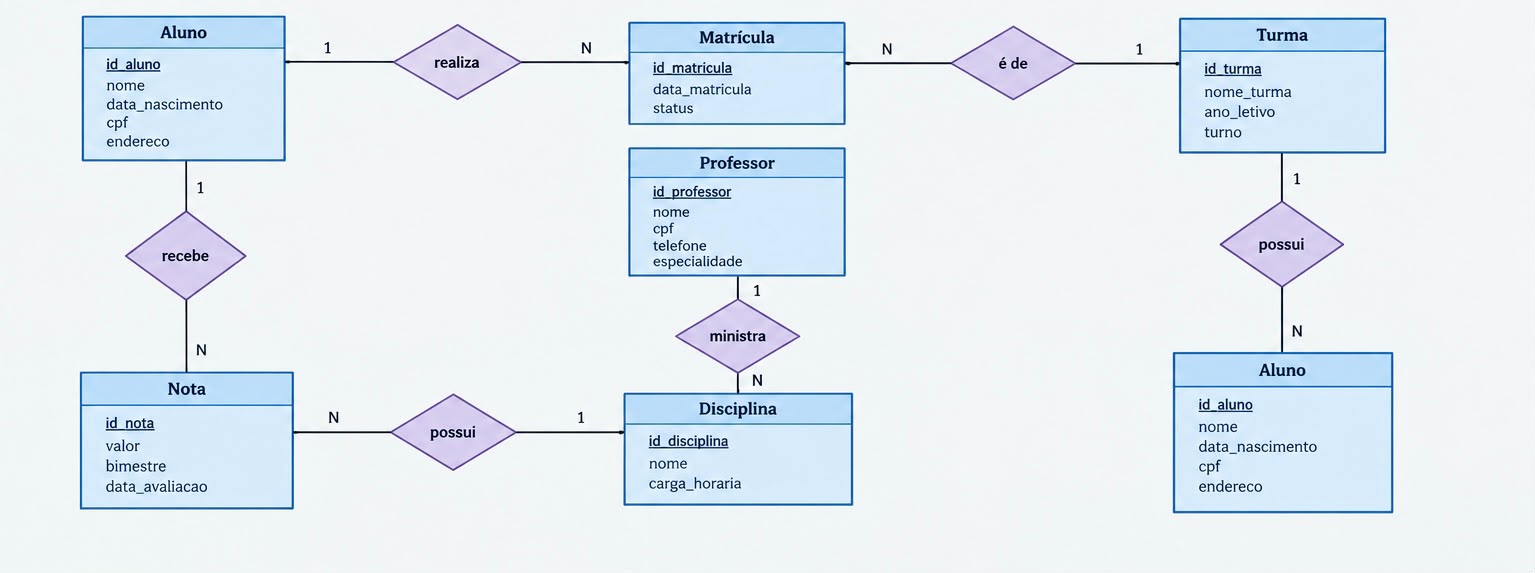 Aluno
id_aluno
nome
data_nascimento
cpf
endereco
1
realiza
N
Matrícula
id_matricula
data_matricula
status
N
é de
1
Turma
id_turma
nome_turma
ano_letivo
turno
Professor
id_professor
nome
cpf
telefone
especialidade
1
recebe
N
1
ministra
N
1
possui
N
Nota
id_nota
valor
bimestre
data_avaliacao
N
possui
1
Disciplina
id_disciplina
nome
carga_horaria
Aluno
id_aluno
nome
data_nascimento
cpf
endereco